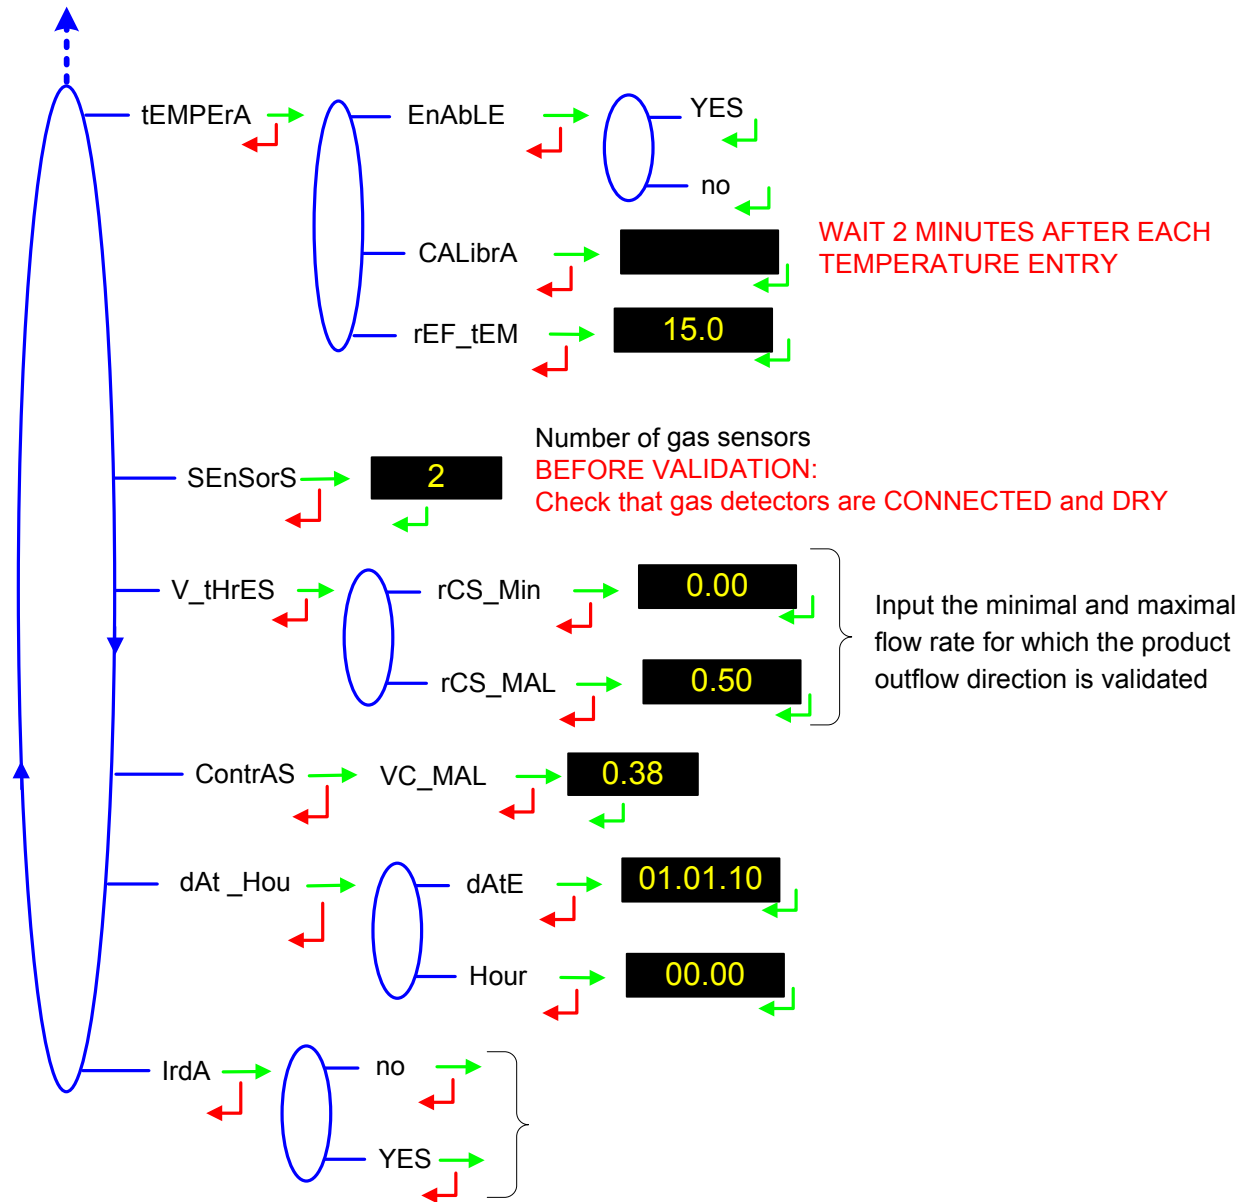 tEMPErA
EnAbLE
YES
no
CALibrA
WAIT 2 MINUTES AFTER EACH
TEMPERATURE ENTRY
rEF_tEM
15.0
SEnSorS
2
Number of gas sensors
BEFORE VALIDATION:
Check that gas detectors are CONNECTED and DRY
V_tHrES
rCS_Min
0.00
rCS_MAL
0.50
Input the minimal and maximal
flow rate for which the product
outflow direction is validated
ContrAS
VC_MAL
0.38
dAt _Hou
dAtE
01.01.10
Hour
00.00
IrdA
no
YES